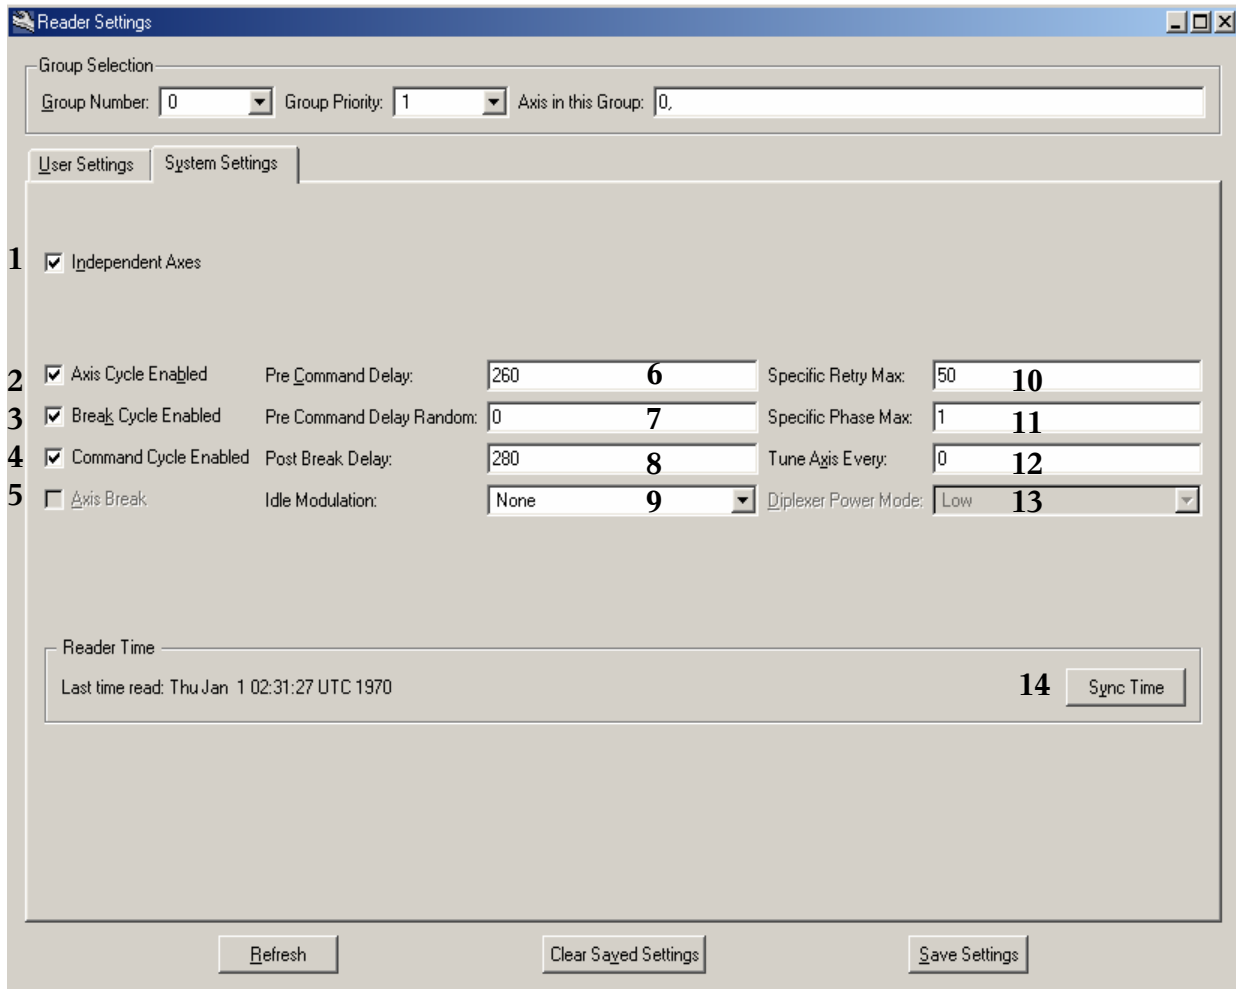 Reader Settings
Group Selection
Group Number: 0 Group Priority: 1 Axis in this Group: 0,
User Settings System Settings
1 Independent Axes
2 Axis Cycle Enabled Pre Command Delay: 260 6 Specific Retry Max: 50 10
3 Break Cycle Enabled Pre Command Delay Random: 0 7 Specific Phase Max: 1 11
4 Command Cycle Enabled Post Break Delay: 280 8 Tune Axis Every: 0 12
5 Axis Break Idle Modulation: None 9 Diplexer Power Mode: Low 13
Reader Time
Last time read: Thu Jan 1 02:31:27 UTC 1970 14 Sync Time
Refresh Clear Saved Settings Save Settings